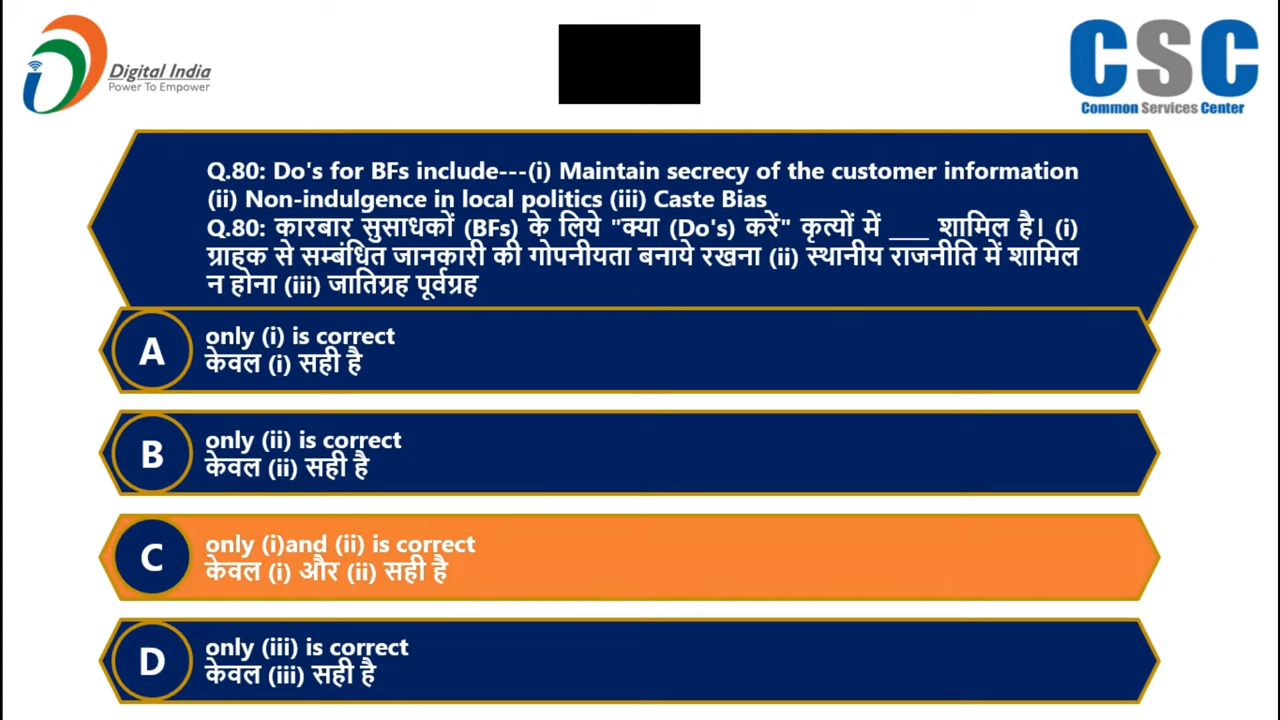 Digital India
Power To Empower
CSC
Common Services Center
Q.80: Do's for BFs include---(i) Maintain secrecy of the customer information
(ii) Non-indulgence in local politics (iii) Caste Bias
Q.80: कारबार सुसाधकों (BFs) के लिये "क्या (Do's) करें" कृत्यों में ___ शामिल है। (i)
ग्राहक से सम्बंधित जानकारी की गोपनीयता बनाये रखना (ii) स्थानीय राजनीति में शामिल
न होना (iii) जातिग्रह पूर्वग्रह
A
only (i) is correct
केवल (i) सही है
B
only (ii) is correct
केवल (ii) सही है
C
only (i)and (ii) is correct
केवल (i) और (ii) सही है
D
only (iii) is correct
केवल (iii) सही है